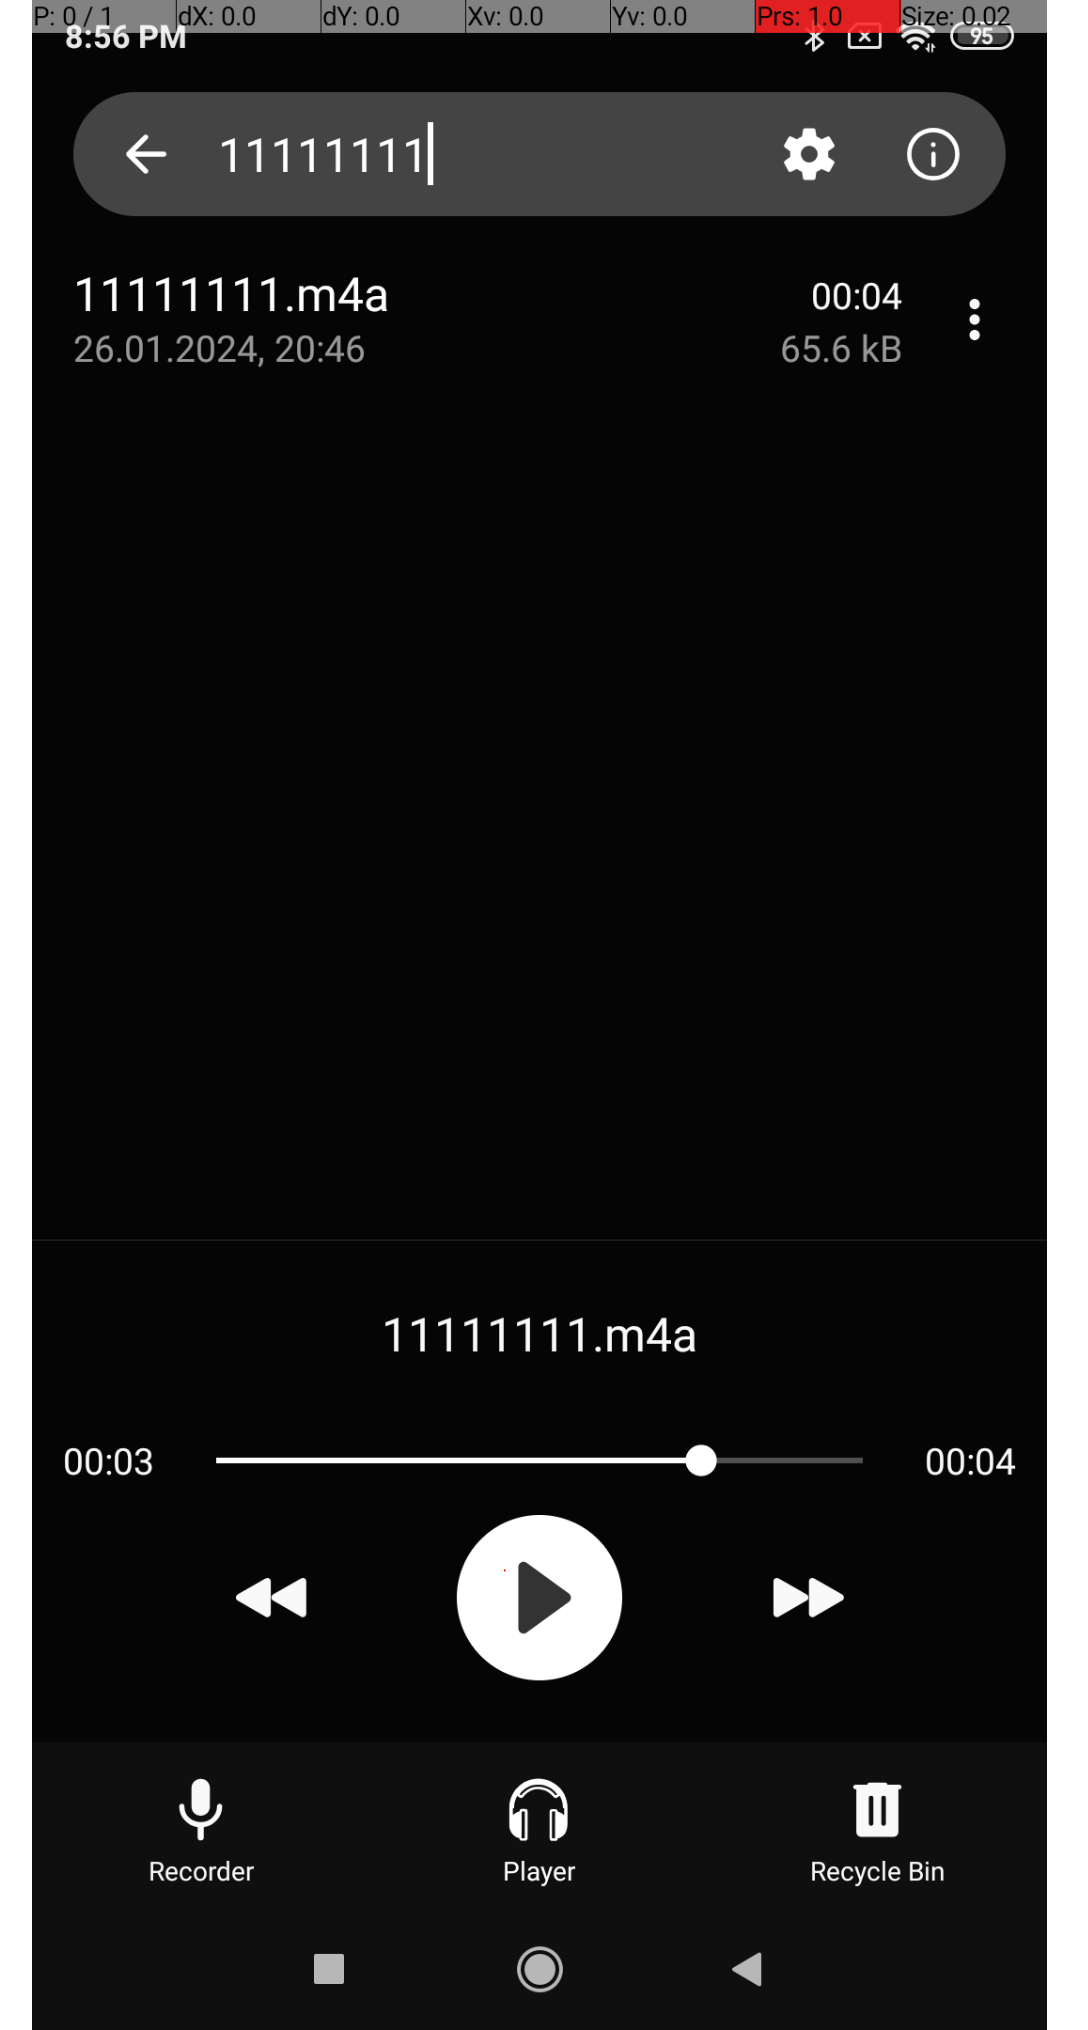 P: 0 / 1 dX: 0.0 dY: 0.0 Xv: 0.0 Yv: 0.0 Prs: 1.0 Size: 0.02
8:56 PM 95
11111111
11111111.m4a 00:04
26.01.2024, 20:46 65.6 kB
11111111.m4a
00:03 00:04
Recorder Player Recycle Bin